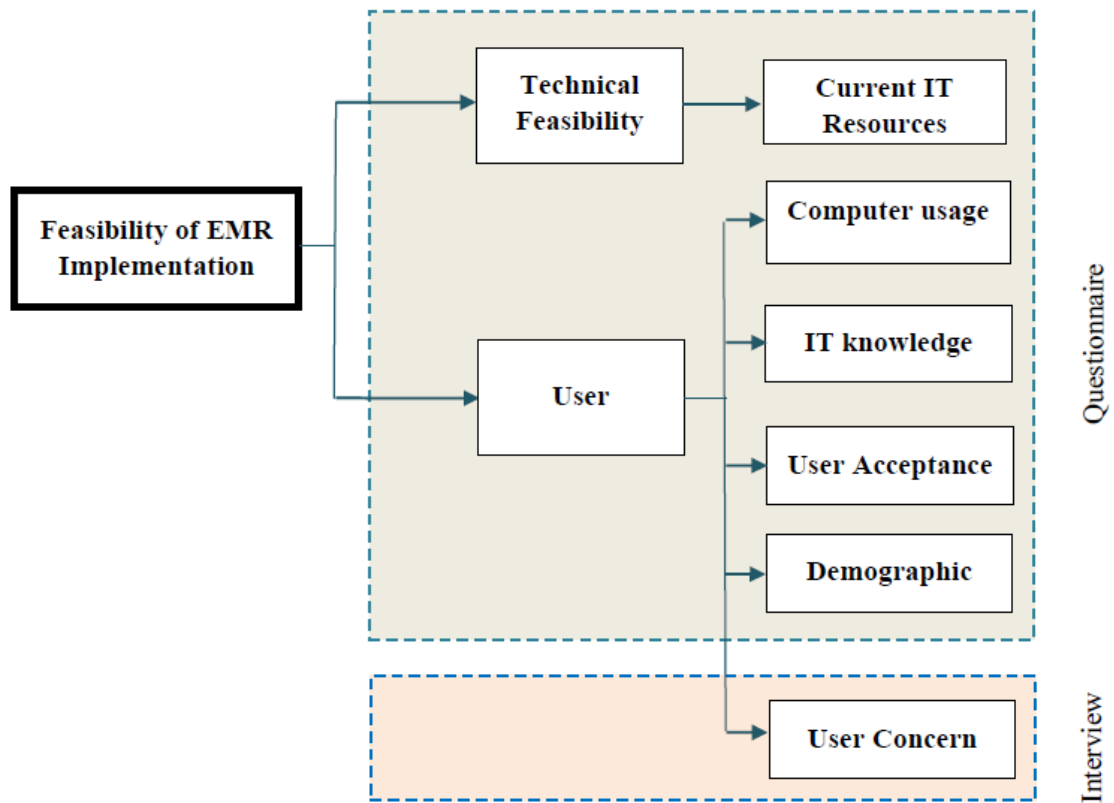 Technical
Feasibility
Current IT
Resources
Feasibility of EMR
Implementation
Computer usage
IT knowledge
User
User Acceptance
Demographic
Questionnaire
User Concern
Interview